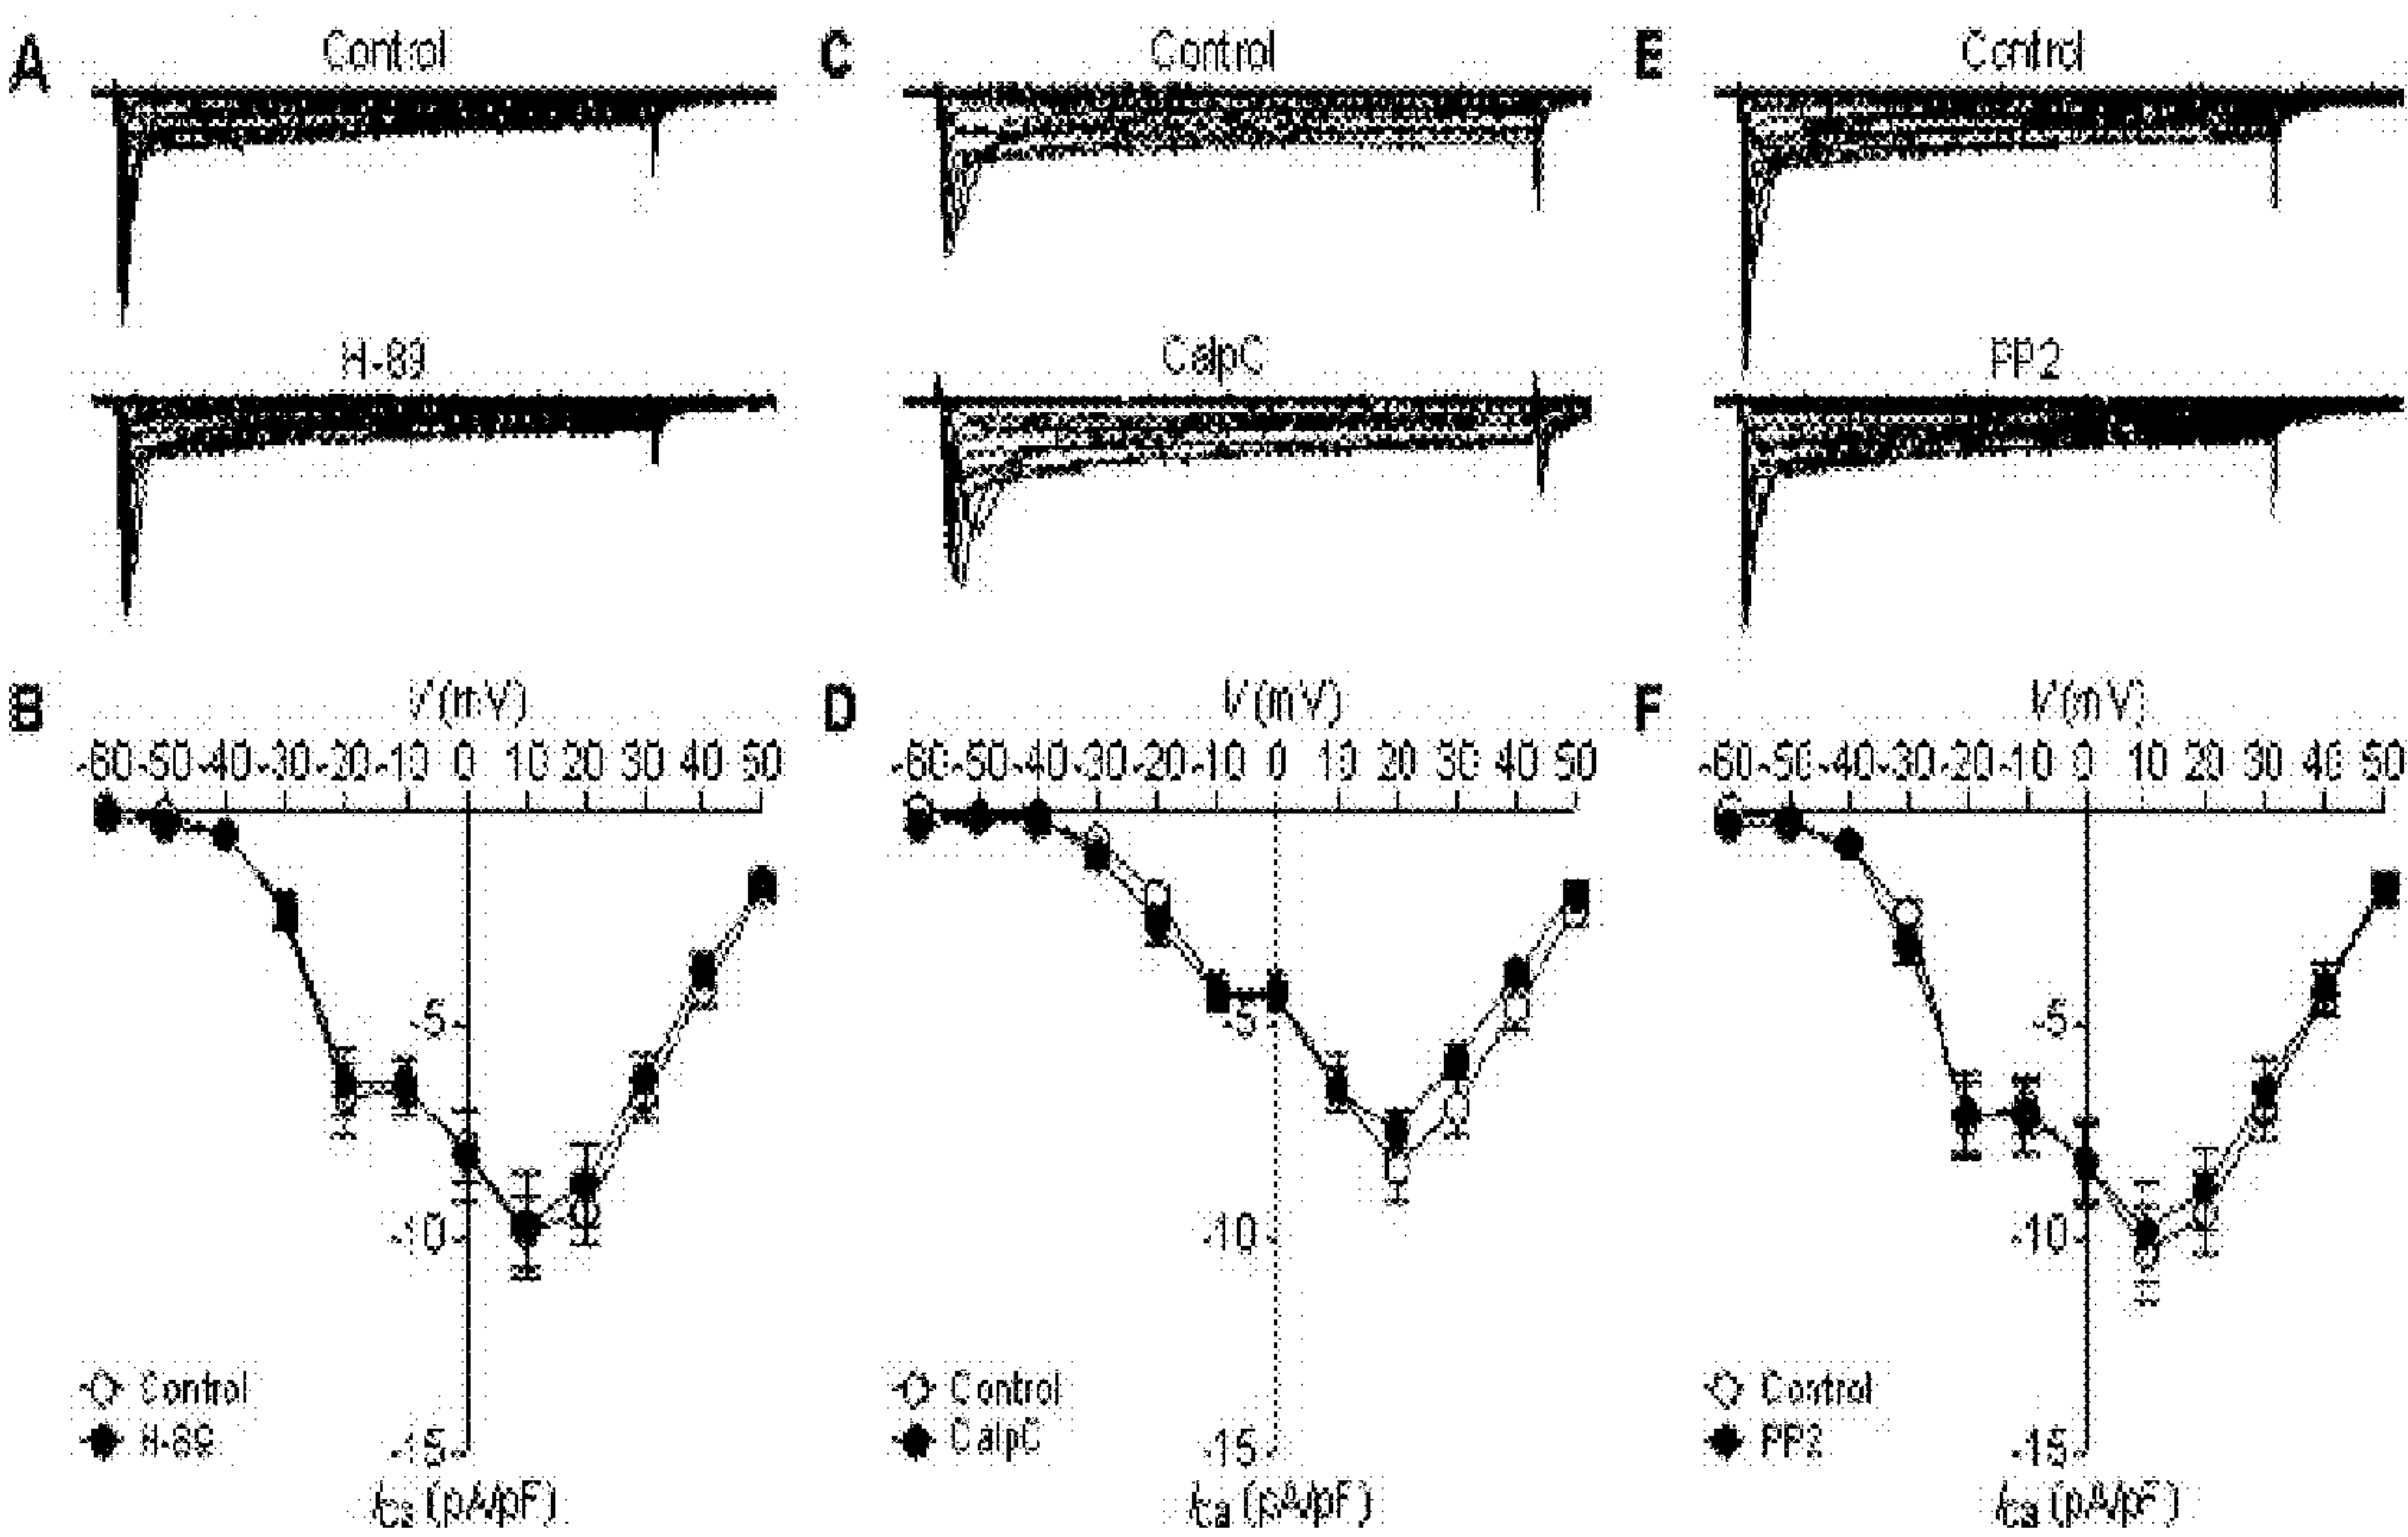 A Control C Control E Control
H-89 CalpC PP2
B V (mV) D V (mV) F V (mV)
-60 -50 -40 -30 -20 -10 0 10 20 30 40 50 -60 -50 -40 -30 -20 -10 0 10 20 30 40 50 -60 -50 -40 -30 -20 -10 0 10 20 30 40 50
-5 -5 -5
-10 -10 -10
Control Control Control
H-89 CalpC PP2
-15 -15 -15
ICa (pA/pF) ICa (pA/pF) ICa (pA/pF)